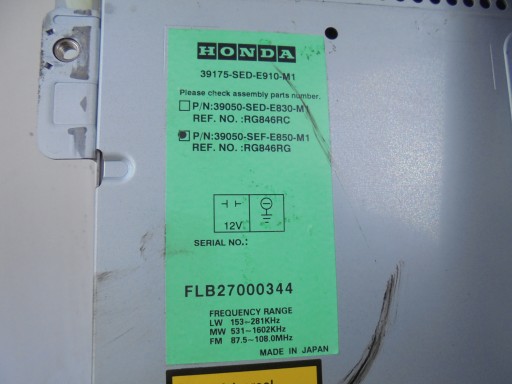 HONDA
39175-SED-E910-M1
Please check assembly parts number.
P/N:39050-SED-E830-M1
REF. NO. :RG846RC
P/N:39050-SEF-E850-M1
REF. NO. :RG846RG
12V
SERIAL NO.:
FLB27000344
FREQUENCY RANGE
LW 153~281KHz
MW 531~1602KHz
FM 87.5~108.0MHz
MADE IN JAPAN